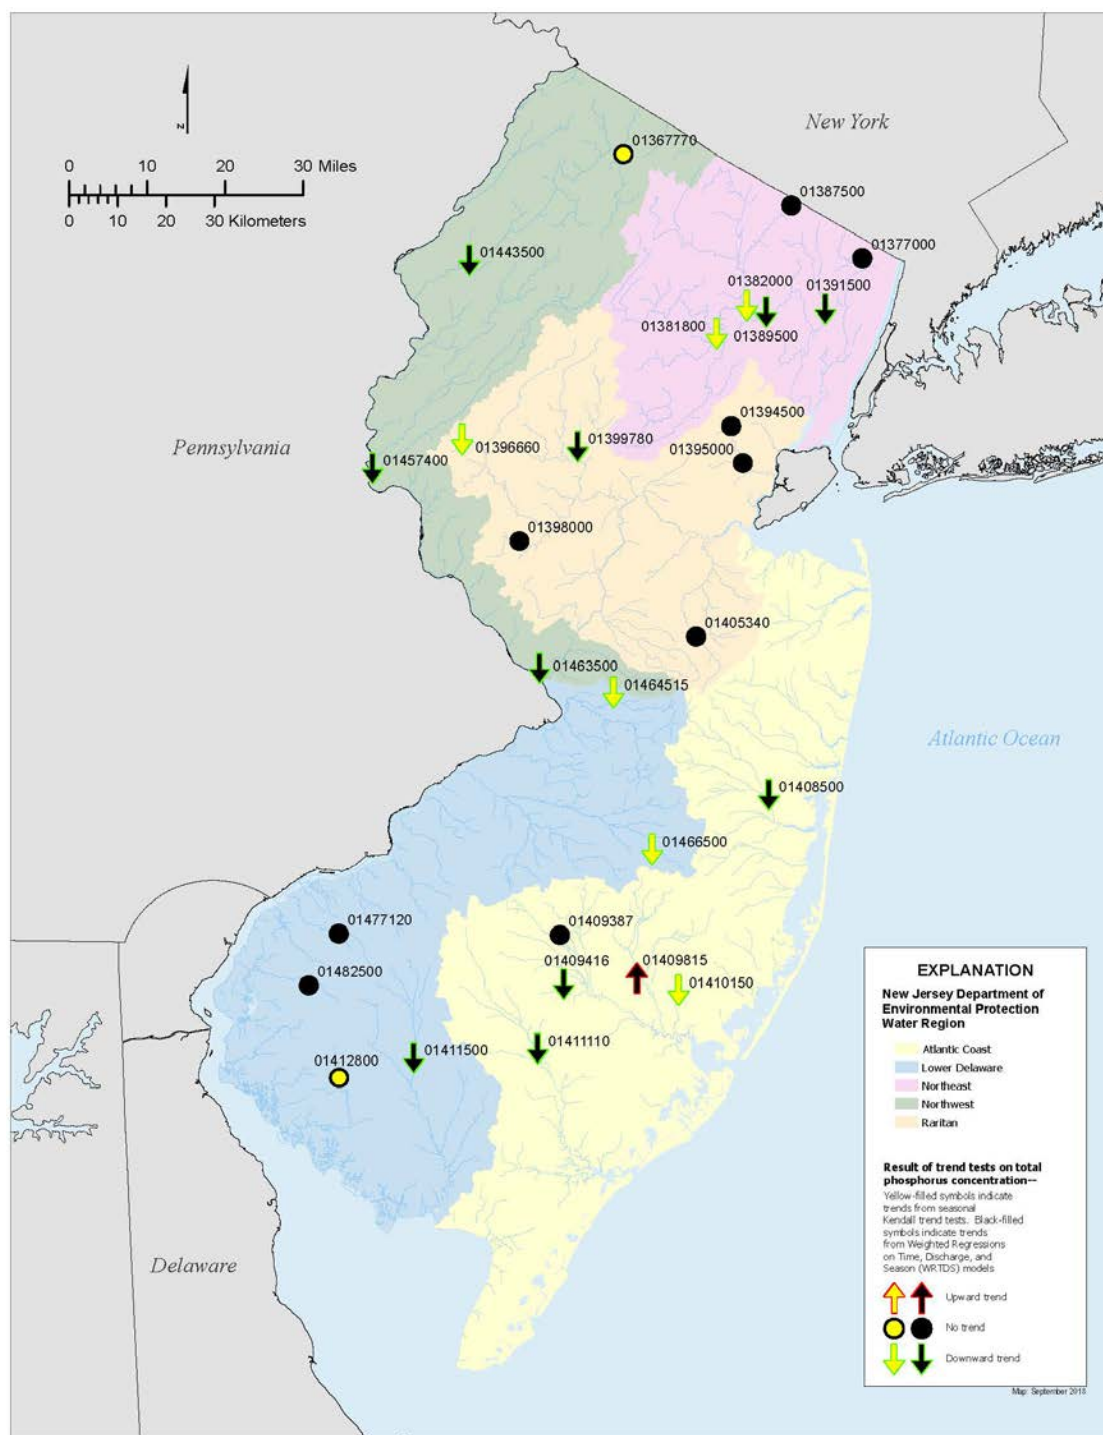 New York
N
0 10 20 30 Miles
0 10 20 30 Kilometers
01367770
01387500
01377000
01443500
01382000
01391500
01381800
01389500
01394500
01399780
01396660
01395000
Pennsylvania
01457400
01398000
01405340
01463500
01464515
Atlantic Ocean
01408500
01466500
01477120
01409387
01409416
01409815
01482500
01410150
01411500
01411110
01412800
Delaware
EXPLANATION
New Jersey Department of
Environmental Protection
Water Region
Atlantic Coast
Lower Delaware
Northeast
Northwest
Raritan
Result of trend tests on total
phosphorus concentration--
Yellow-filled symbols indicate
trends from seasonal
Kendall trend tests. Black-filled
symbols indicate trends
from Weighted Regressions
on Time, Discharge, and
Season (WRTDS) models
Upward trend
No trend
Downward trend
Map: September 2018